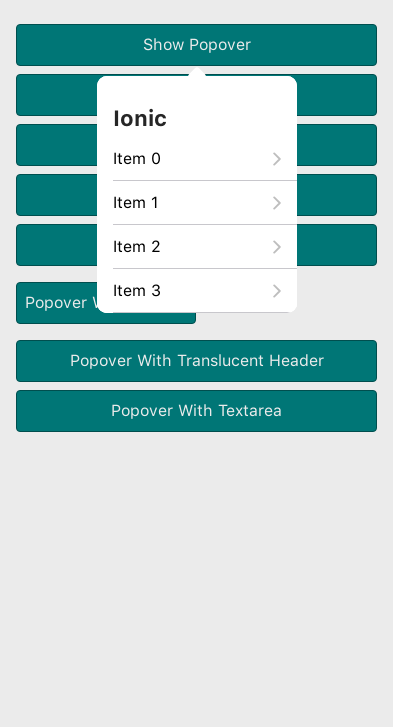 Show Popover
Ionic
Item 0
Item 1
Item 2
Item 3
Popover
Popover With Translucent Header
Popover With Textarea